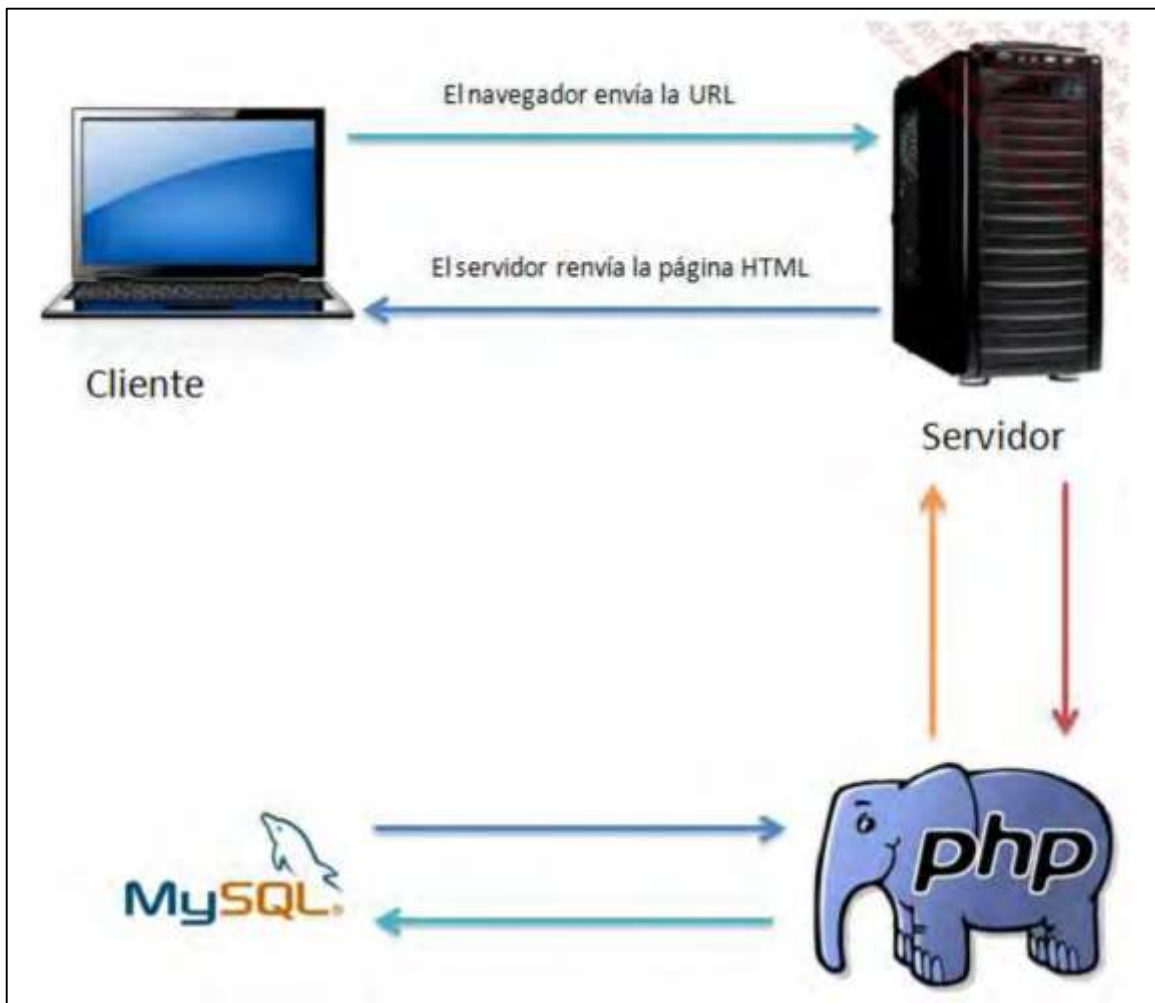 El navegador envía la URL
El servidor renvía la página HTML
Cliente
Servidor
MySQL®
php